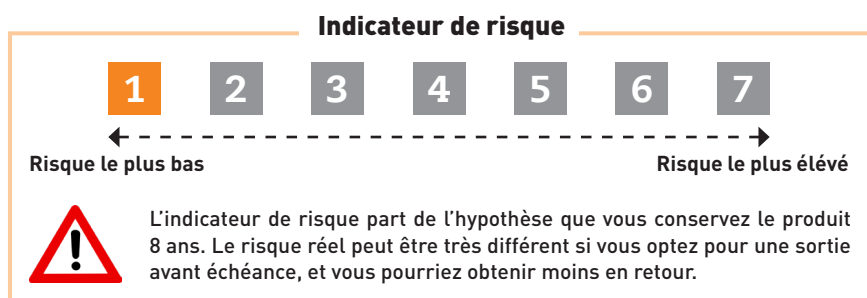 Indicateur de risque
1 2 3 4 5 6 7
Risque le plus bas Risque le plus élévé
L'indicateur de risque part de l'hypothèse que vous conservez le produit
8 ans. Le risque réel peut être très différent si vous optez pour une sortie
avant échéance, et vous pourriez obtenir moins en retour.